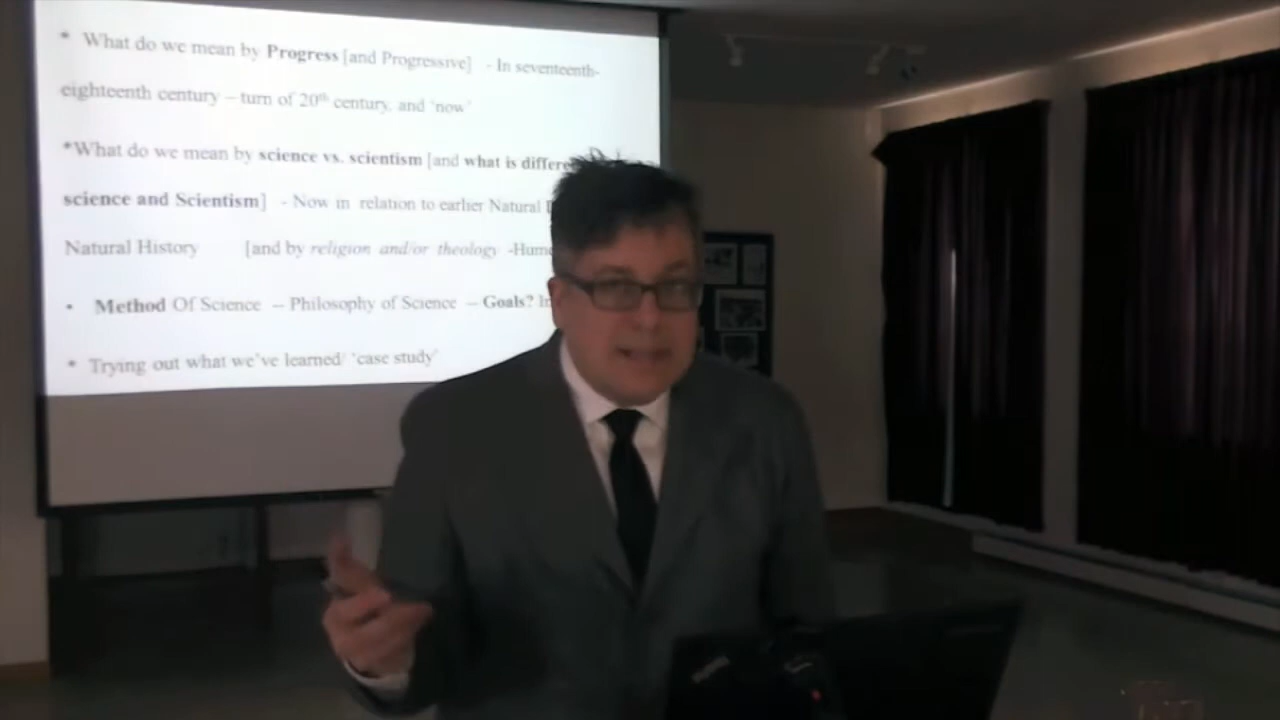 * What do we mean by Progress [and Progressive] - In seventeenth-
eighteenth century – turn of 20th century, and 'now'
*What do we mean by science vs. scientism [and what is
science and Scientism] - Now in relation to earlier Natural
Natural History [and by religion and/or theology
• Method Of Science – Philosophy of Science – Goals?
* Trying out what we've learned/ 'case study'